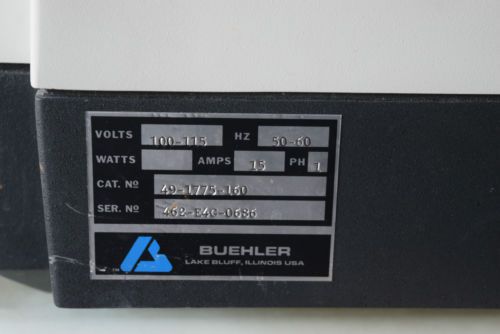 VOLTS 100-115 HZ 50-60
WATTS AMPS 15 PH 1
CAT. Nº 49-1775-160
SER. Nº 462-E4C-0686
BUEHLER
LAKE BLUFF, ILLINOIS USA